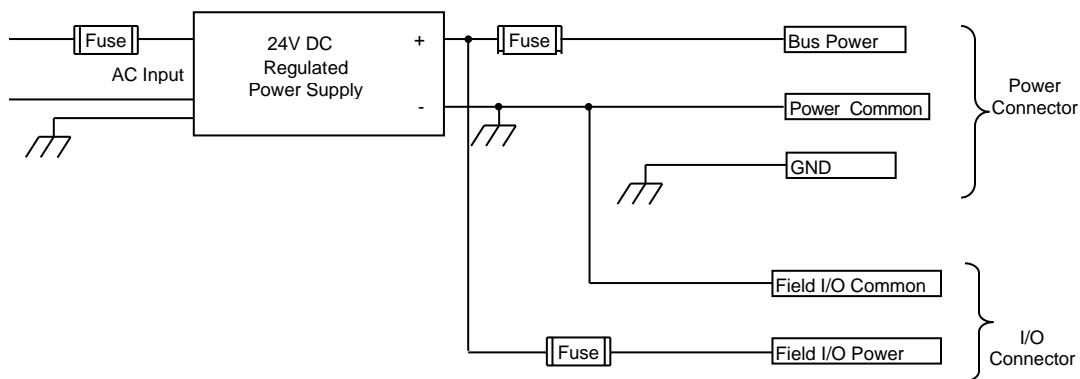 Fuse
AC Input
24V DC
Regulated
Power Supply
+
-
Fuse
Bus Power
Power Common
GND
Power
Connector
Field I/O Common
Fuse
Field I/O Power
I/O
Connector